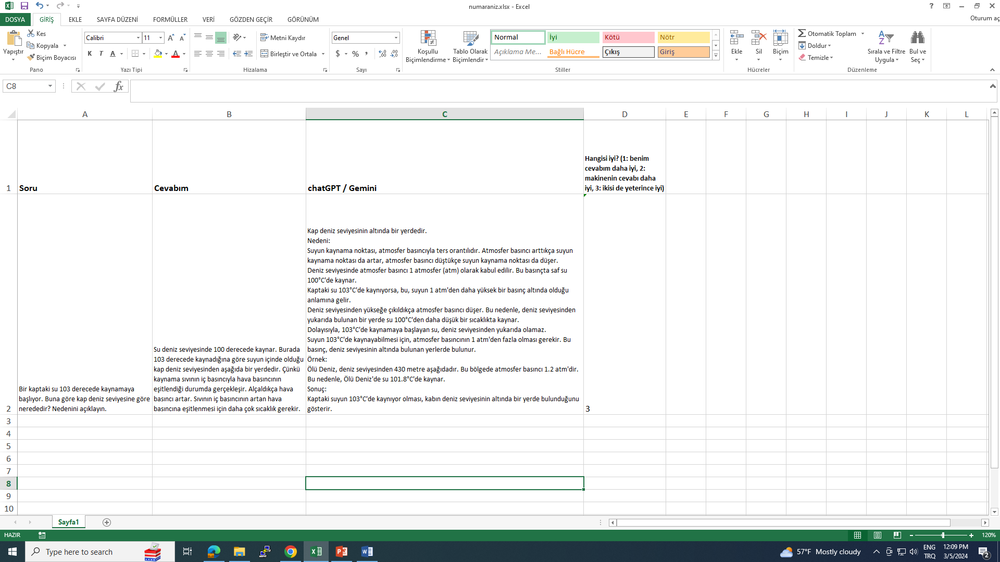 numaraniz.xlsx - Excel
DOSYA GİRİŞ EKLE SAYFA DÜZENİ FORMÜLLER VERİ GÖZDEN GEÇİR GÖRÜNÜM
Oturum aç
Yapıştır
Kes
Kopyala
Biçim Boyacısı
Pano
Calibri 11
K T A
Yazı Tipi
Metni Kaydır
Birleştir ve Ortala
Hizalama
Genel
$ % ,
Sayı
Koşullu Biçimlendirme
Tablo Olarak Biçimlendir
Normal İyi Kötü Nötr
Açıklama Me... Bağlı Hücre Çıkış Giriş
Stiller
Ekle Sil Biçim
Hücreler
Otomatik Toplam
Doldur
Temizle
Sırala ve Filtre Uygula
Bul ve Seç
Düzenleme
C8 fx
A B C D E F G H I J K L
1
Soru
Cevabım
chatGPT / Gemini
Hangisi iyi? (1: benim
cevabım daha iyi, 2:
makinenin cevabı daha
iyi, 3: ikisi de yeterince iyi)
2
Bir kaptaki su 103 derecede kaynamaya
başlıyor. Buna göre kap deniz seviyesine göre
nerededir? Nedenini açıklayın.
Su deniz seviyesinde 100 derecede kaynar. Burada
103 derecede kaynadığına göre suyun içinde olduğu
kap deniz seviyesinden aşağıda bir yerdedir. Çünkü
kaynama sıvının iç basıncıyla hava basıncının
eşitlendiği durumda gerçekleşir. Alçaldıkça hava
basıncı artar. Sıvının iç basıncının artan hava
basıncına eşitlenmesi için daha çok sıcaklık gerekir.
Kap deniz seviyesinin altında bir yerdedir.
Nedeni:
Suyun kaynama noktası, atmosfer basıncıyla ters orantılıdır. Atmosfer basıncı arttıkça suyun
kaynama noktası da artar, atmosfer basıncı düştükçe suyun kaynama noktası da düşer.
Deniz seviyesinde atmosfer basıncı 1 atmosfer (atm) olarak kabul edilir. Bu basınçta saf su
100°C'de kaynar.
Kaptaki su 103°C'de kaynıyorsa, bu, suyun 1 atm'den daha yüksek bir basınç altında olduğu
anlamına gelir.
Deniz seviyesinden yükseğe çıkıldıkça atmosfer basıncı düşer. Bu nedenle, deniz seviyesinden
yukarıda bulunan bir yerde su 100°C'den daha düşük bir sıcaklıkta kaynar.
Dolayısıyla, 103°C'de kaynamaya başlayan su, deniz seviyesinden yukarıda olamaz.
Suyun 103°C'de kaynayabilmesi için, atmosfer basıncının 1 atm'den fazla olması gerekir. Bu
basınç, deniz seviyesinin altında bulunan yerlerde bulunur.
Örnek:
Ölü Deniz, deniz seviyesinden 430 metre aşağıdadır. Bu bölgede atmosfer basıncı 1.2 atm'dir.
Bu nedenle, Ölü Deniz'de su 101.8°C'de kaynar.
Sonuç:
Kaptaki suyun 103°C'de kaynıyor olması, kabın deniz seviyesinin altında bir yerde bulunduğunu
gösterir.
3
3
4
5
6
7
8
9
10
Sayfa1
HAZIR
120%
Type here to search
57°F Mostly cloudy
ENG
TRQ
12:09 PM
3/5/2024
2